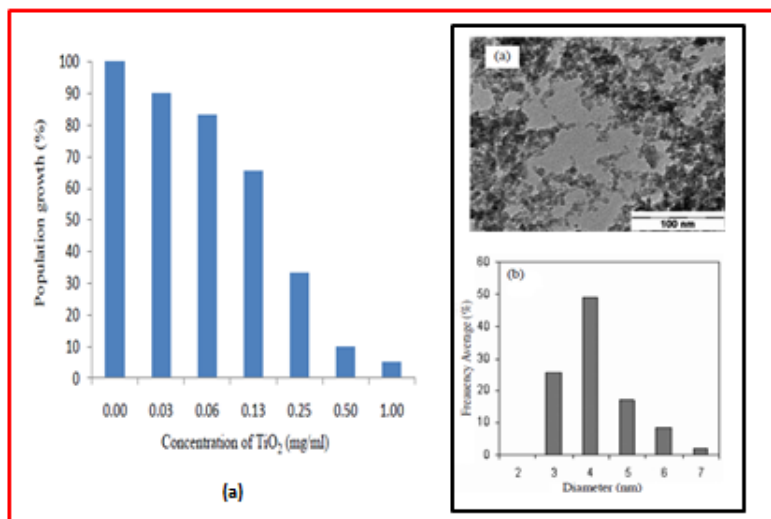 Population growth (%)
100
90
80
70
60
50
40
30
20
10
0
0.00 0.03 0.06 0.13 0.25 0.50 1.00
Concentration of TiO₂ (mg/ml)
(a)
(a)
100 nm
(b)
Freauencv Average (%)
60
50
40
30
20
10
0
2 3 4 5 6 7
Diameter (nm)